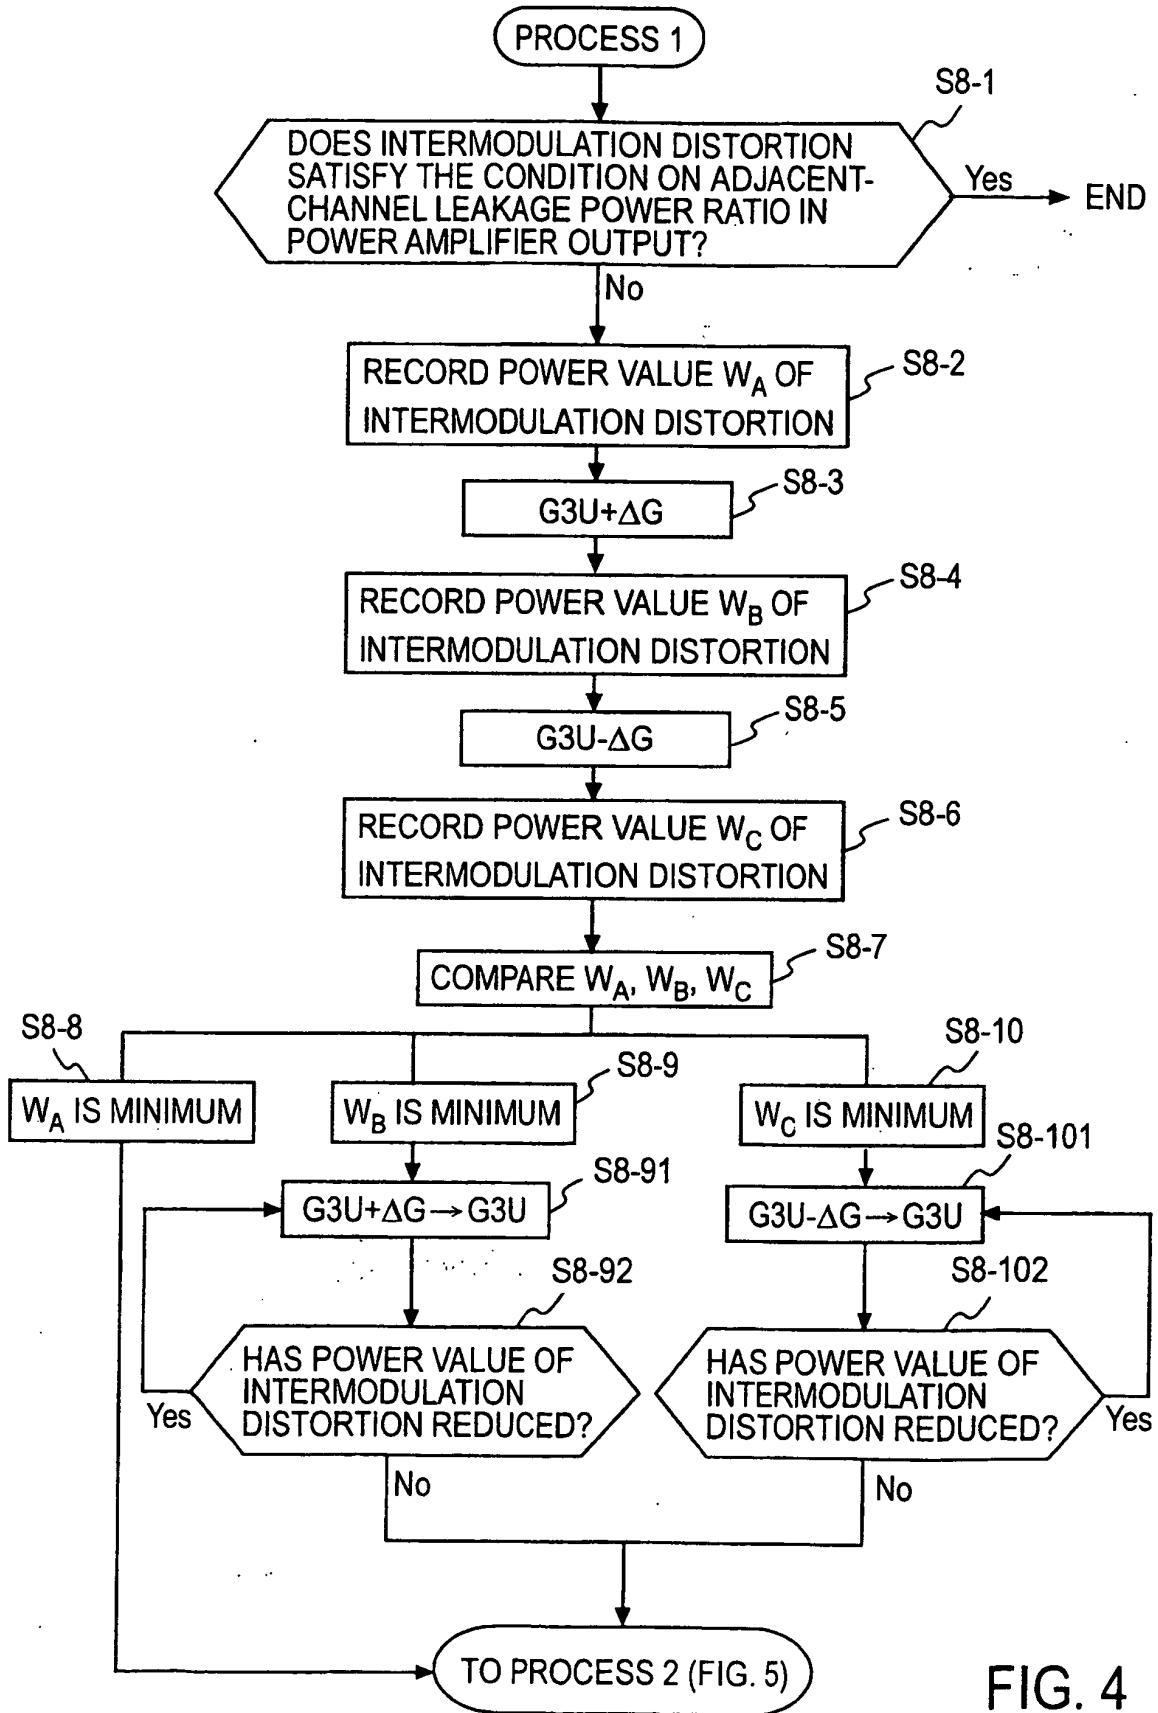 PROCESS 1
S8-1
DOES INTERMODULATION DISTORTION
SATISFY THE CONDITION ON ADJACENT-
CHANNEL LEAKAGE POWER RATIO IN
POWER AMPLIFIER OUTPUT?
Yes
END
No
S8-2
RECORD POWER VALUE WA OF
INTERMODULATION DISTORTION
S8-3
G3U+ΔG
S8-4
RECORD POWER VALUE WB OF
INTERMODULATION DISTORTION
S8-5
G3U-ΔG
S8-6
RECORD POWER VALUE WC OF
INTERMODULATION DISTORTION
S8-7
COMPARE WA, WB, WC
S8-8
WA IS MINIMUM
S8-9
WB IS MINIMUM
S8-10
WC IS MINIMUM
S8-91
G3U+ΔG→G3U
S8-101
G3U-ΔG→G3U
S8-92
HAS POWER VALUE OF
INTERMODULATION
DISTORTION REDUCED?
Yes
No
S8-102
HAS POWER VALUE OF
INTERMODULATION
DISTORTION REDUCED?
Yes
No
TO PROCESS 2 (FIG. 5)
FIG. 4